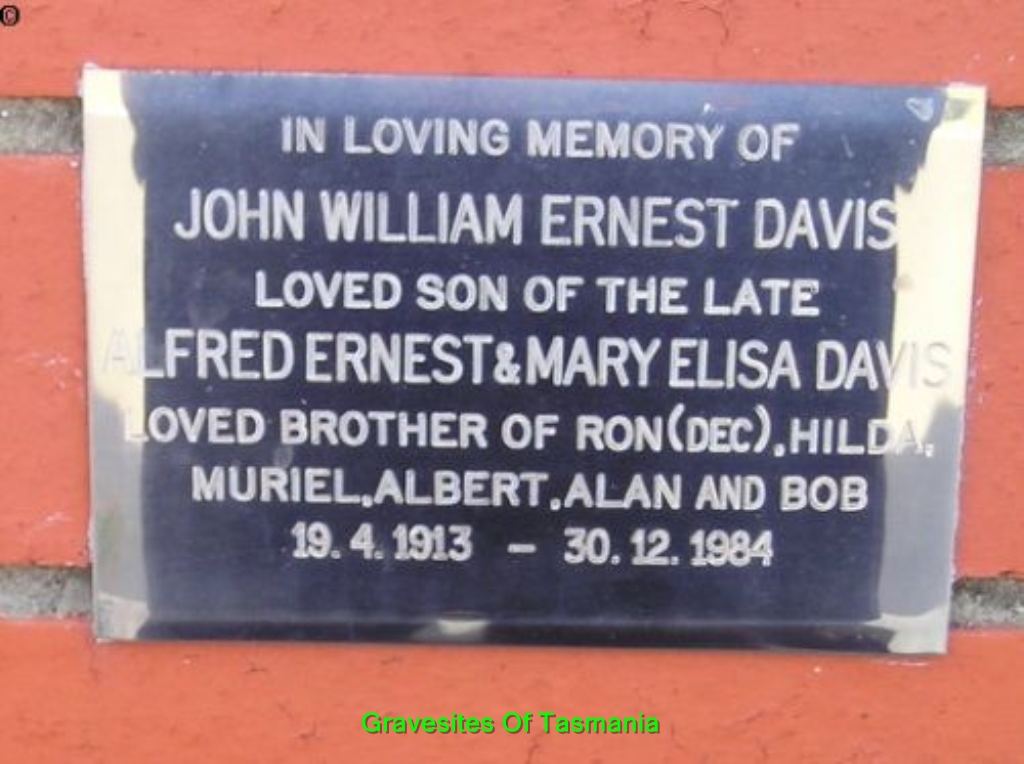 ©
IN LOVING MEMORY OF
JOHN WILLIAM ERNEST DAVIS
LOVED SON OF THE LATE
ALFRED ERNEST & MARY ELISA DAVIS
LOVED BROTHER OF RON (DEC), HILDA,
MURIEL, ALBERT, ALAN AND BOB
19. 4. 1913 – 30. 12. 1984
Gravesites Of Tasmania